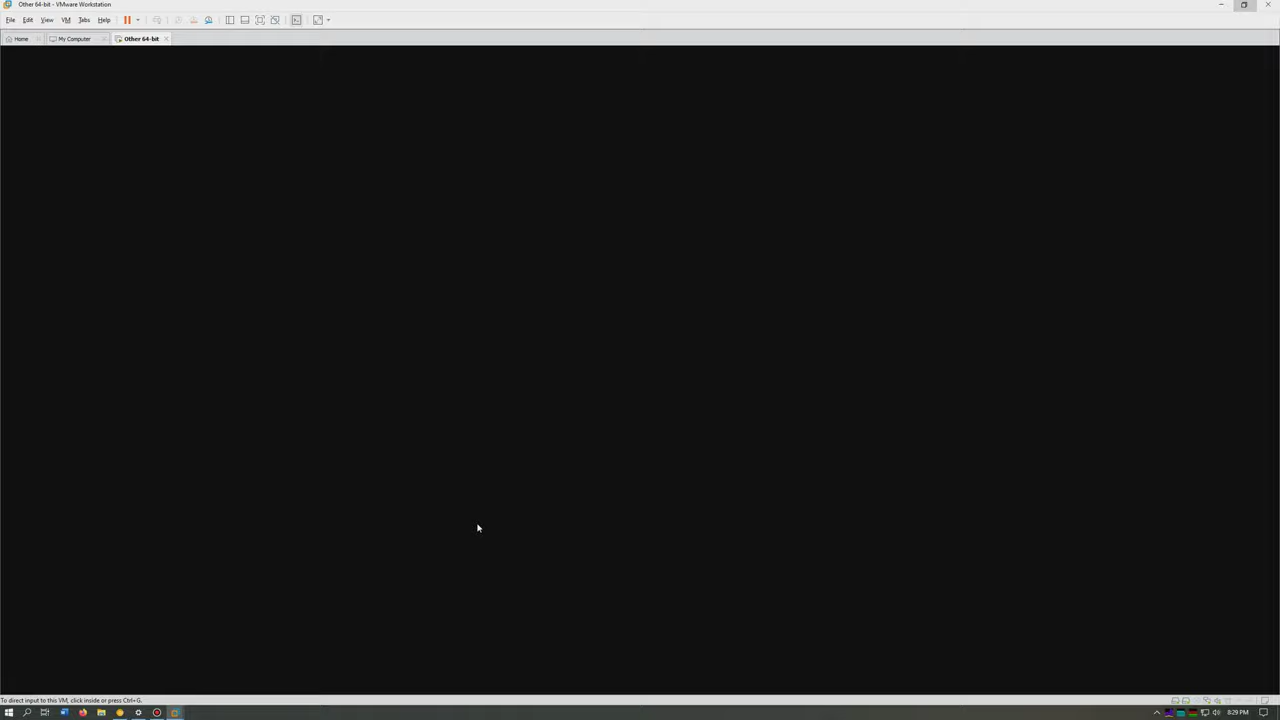 Other 64-bit - VMware Workstation
File Edit View VM Tabs Help
Home My Computer Other 64-bit
To direct input to this VM, click inside or press Ctrl+G.
8:29 PM